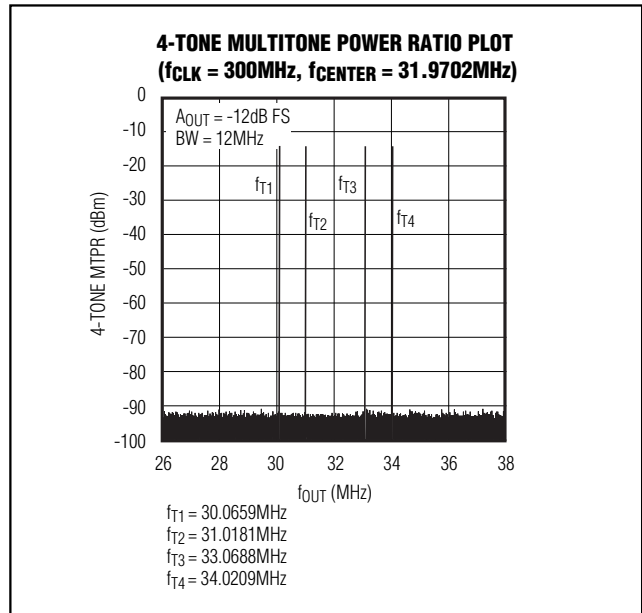 4-TONE MULTITONE POWER RATIO PLOT
(fCLK = 300MHz, fCENTER = 31.9702MHz)
AOUT = -12dB FS
BW = 12MHz
fT1
fT2
fT3
fT4
4-TONE MTPR (dBm)
0
-10
-20
-30
-40
-50
-60
-70
-80
-90
-100
26 28 30 32 34 36 38
fOUT (MHz)
fT1 = 30.0659MHz
fT2 = 31.0181MHz
fT3 = 33.0688MHz
fT4 = 34.0209MHz